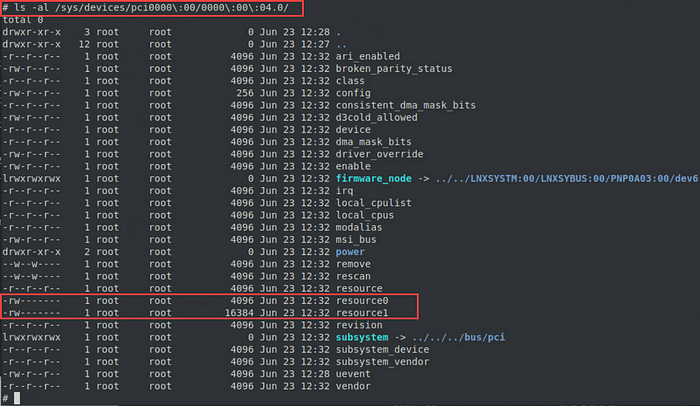 # ls -al /sys/devices/pci0000\:00/0000\:00\:04.0/
total 0
drwxr-xr-x 3 root root 0 Jun 23 12:28 .
drwxr-xr-x 12 root root 0 Jun 23 12:27 ..
-r--r--r-- 1 root root 4096 Jun 23 12:32 ari_enabled
-rw-r--r-- 1 root root 4096 Jun 23 12:32 broken_parity_status
-r--r--r-- 1 root root 4096 Jun 23 12:32 class
-rw-r--r-- 1 root root 256 Jun 23 12:32 config
-r--r--r-- 1 root root 4096 Jun 23 12:32 consistent_dma_mask_bits
-rw-r--r-- 1 root root 4096 Jun 23 12:32 d3cold_allowed
-r--r--r-- 1 root root 4096 Jun 23 12:32 device
-r--r--r-- 1 root root 4096 Jun 23 12:32 dma_mask_bits
-rw-r--r-- 1 root root 4096 Jun 23 12:32 driver_override
-rw-r--r-- 1 root root 4096 Jun 23 12:32 enable
lrwxrwxrwx 1 root root 0 Jun 23 12:32 firmware_node -> ../../LNXSYSTM:00/LNXSYBUS:00/PNP0A03:00/dev6
-r--r--r-- 1 root root 4096 Jun 23 12:32 irq
-r--r--r-- 1 root root 4096 Jun 23 12:32 local_cpulist
-r--r--r-- 1 root root 4096 Jun 23 12:32 local_cpus
-r--r--r-- 1 root root 4096 Jun 23 12:32 modalias
-rw-r--r-- 1 root root 4096 Jun 23 12:32 msi_bus
drwxr-xr-x 2 root root 0 Jun 23 12:32 power
--w--w---- 1 root root 4096 Jun 23 12:32 remove
--w--w---- 1 root root 4096 Jun 23 12:32 rescan
-r--r--r-- 1 root root 4096 Jun 23 12:32 resource
-rw------- 1 root root 4096 Jun 23 12:32 resource0
-rw------- 1 root root 16384 Jun 23 12:32 resource1
-r--r--r-- 1 root root 4096 Jun 23 12:32 revision
lrwxrwxrwx 1 root root 0 Jun 23 12:32 subsystem -> ../../../bus/pci
-r--r--r-- 1 root root 4096 Jun 23 12:32 subsystem_device
-r--r--r-- 1 root root 4096 Jun 23 12:32 subsystem_vendor
-rw-r--r-- 1 root root 4096 Jun 23 12:28 uevent
-r--r--r-- 1 root root 4096 Jun 23 12:32 vendor
#